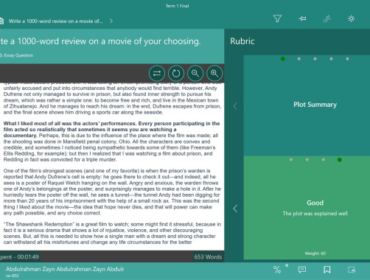 Term 1 Final
Write a 1000-word review on a movie of...
te a 1000-word review on a movie of your choosing.
Essay Question
Rubric
unfairly accused and put into circumstances that anybody would find terrible. However, Andy
Dufresne not only managed to survive in prison, but also found inner strength to pursue his
dream, which was rather a simple one: to become free and rich, and live in the Mexican town
of Zihuatanejo. And he manages to reach his dream: in the end, Dufresne escapes from prison,
and the final scene shows him driving a sports car along the seaside.
What I liked most of all was the actors' performances. Every person participating in the
film acted so realistically that sometimes it seems you are watching a
documentary. Perhaps, this is due to the influence of the place where the film was made; all
the shooting was done in Mansfield penal colony, Ohio. All the characters are convex and
credible, and sometimes I noticed feeling sympathetic towards some of them (like Freeman's
Ellis Redding, for example); but then I realized that I was watching a film about prison, and
Redding in fact was convicted for a triple murder.
One of the film's strongest scenes (and one of my favorite) is when the prison's warden is
reported that Andy Dufresne's cell is empty: he goes there to check it out—and indeed, all he
sees is a poster of Raquel Welch hanging on the wall. Angry and anxious, the warden throws
one of Andy's belongings at the poster, and surprisingly manages to make a hole in it. After he
hurriedly tears the poster off the wall, he sees a tunnel—the tunnel Andy had been digging for
more than 20 years of his imprisonment with the help of a small rock ax. This was the second
thing I liked about the movie—the idea that hope never dies, and that will power can make
any path possible, and any choice correct.
"The Shawshank Redemption" is a great film to watch; some might find it stressful, because in
fact it is a serious drama that shows a lot of injustice, violence, and other discouraging
scenes. But, all this is needed to show how a single man with a dream and strong character
can withstand all his misfortunes and change any life circumstances for the better
Plot Summary
Good
The plot was explained well
Weight: 60
gent - 00:01:49
653 Words
Abdulrahman Zayn Abdulrahman Zayn Abdulr